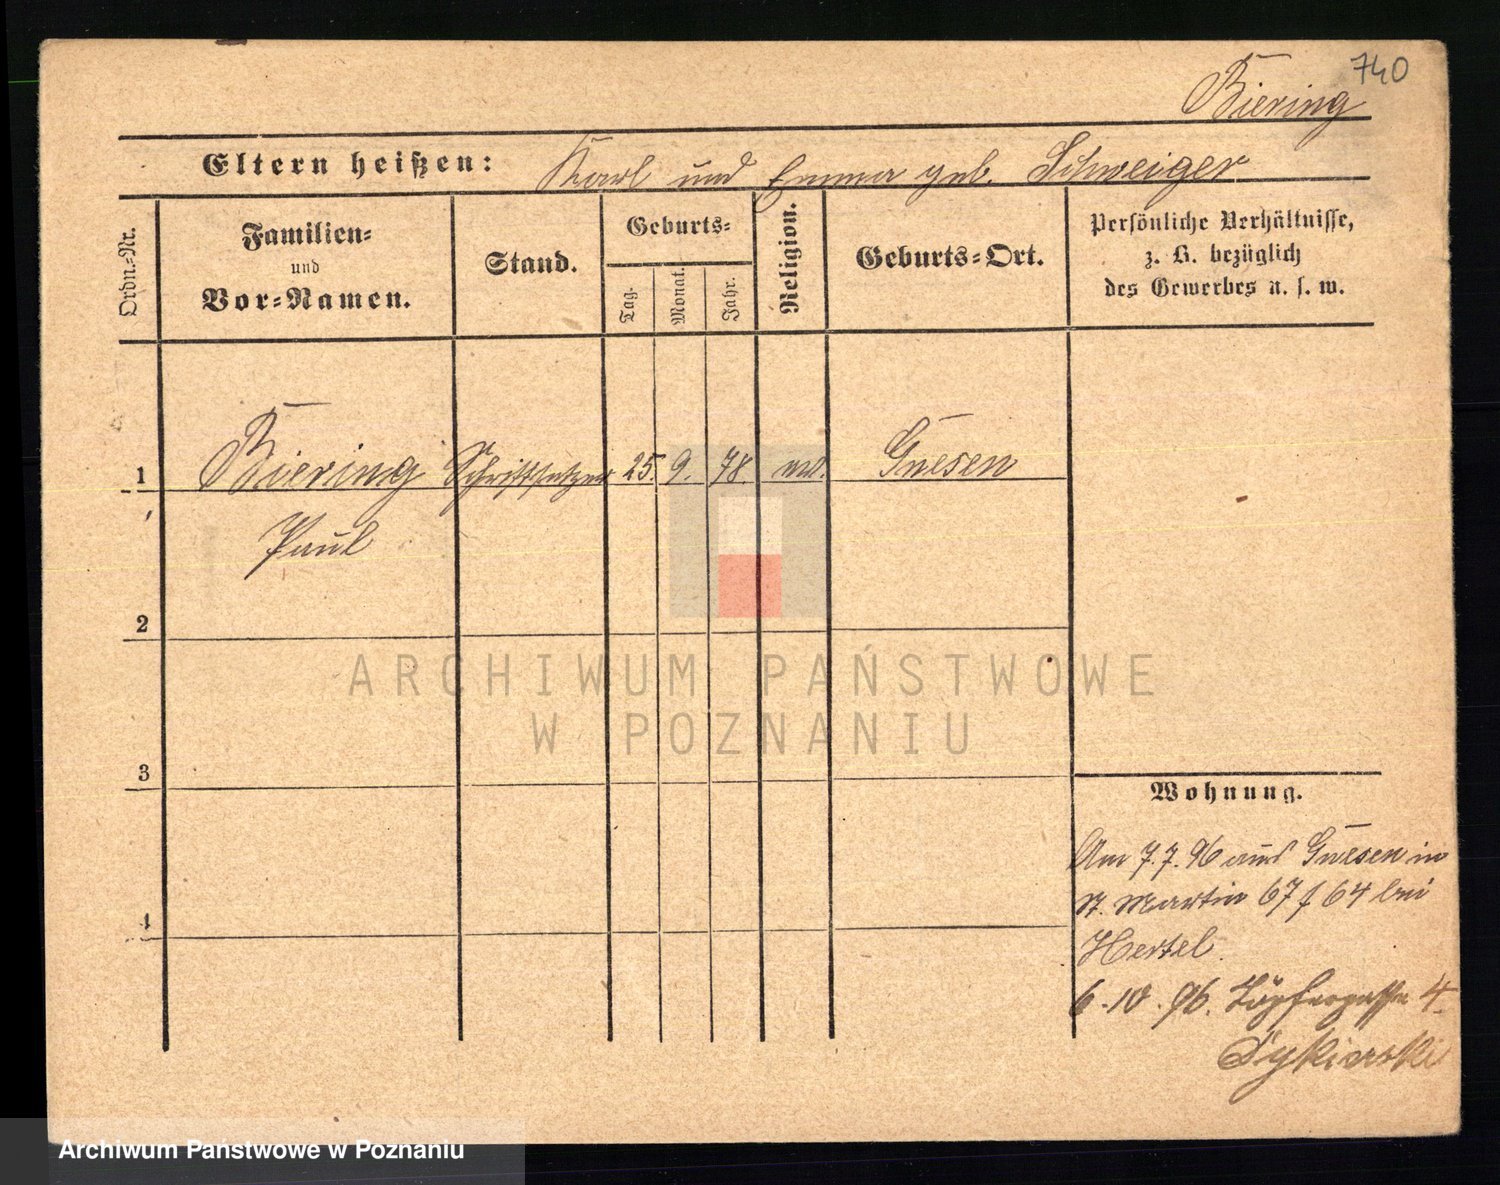 740
Biering
Eltern heißen: Karl und Emma geb. Schweiger
Ordn.-Nr.
Familien-
und
Vor-Namen.
Stand.
Geburts-
Tag.
Monat.
Jahr.
Religion.
Geburts-Ort.
Persönliche Verhältnisse,
z. B. bezüglich
des Gewerbes u. s. w.
1 Biering Schriftsetzer 25. 9. 78. ev. Gnesen
Paul
2
3
4
Wohnung.
Am 7.7.96 aus Gnesen in
St. Martin 67 64 bei
Hertel.
6.10.96. Töpfergasse 4
ARCHIWUM PAŃSTWOWE
W POZNANIU
Archiwum Państwowe w Poznaniu